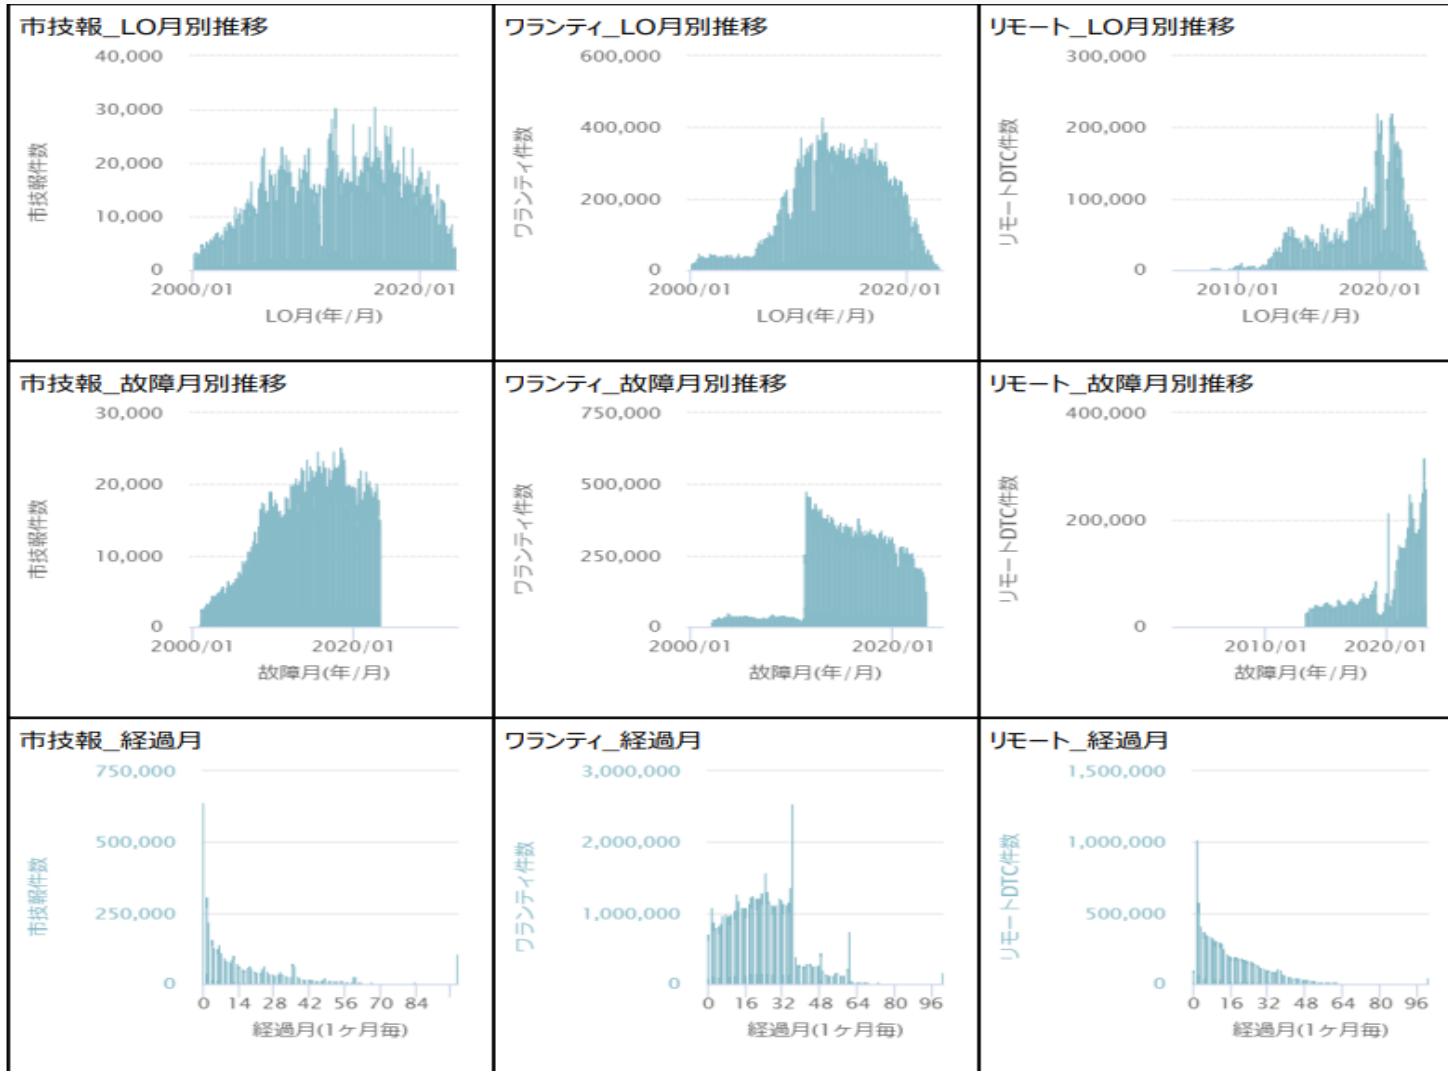 市技報_LO月別推移
40,000
30,000
20,000
10,000
0
市技報件数
2000/01
2020/01
LO月(年/月)
ワランティ_LO月別推移
600,000
400,000
200,000
0
ワランティ件数
2000/01
2020/01
LO月(年/月)
リモート_LO月別推移
300,000
200,000
100,000
0
リモートDTC件数
2010/01
2020/01
LO月(年/月)
市技報_故障月別推移
30,000
20,000
10,000
0
市技報件数
2000/01
2020/01
故障月(年/月)
ワランティ_故障月別推移
750,000
500,000
250,000
0
ワランティ件数
2000/01
2020/01
故障月(年/月)
リモート_故障月別推移
400,000
200,000
0
リモートDTC件数
2010/01
2020/01
故障月(年/月)
市技報_経過月
750,000
500,000
250,000
0
市技報件数
0 14 28 42 56 70 84
経過月(1ヶ月毎)
ワランティ_経過月
3,000,000
2,000,000
1,000,000
0
ワランティ件数
0 16 32 48 64 80 96
経過月(1ヶ月毎)
リモート_経過月
1,500,000
1,000,000
500,000
0
リモートDTC件数
0 16 32 48 64 80 96
経過月(1ヶ月毎)